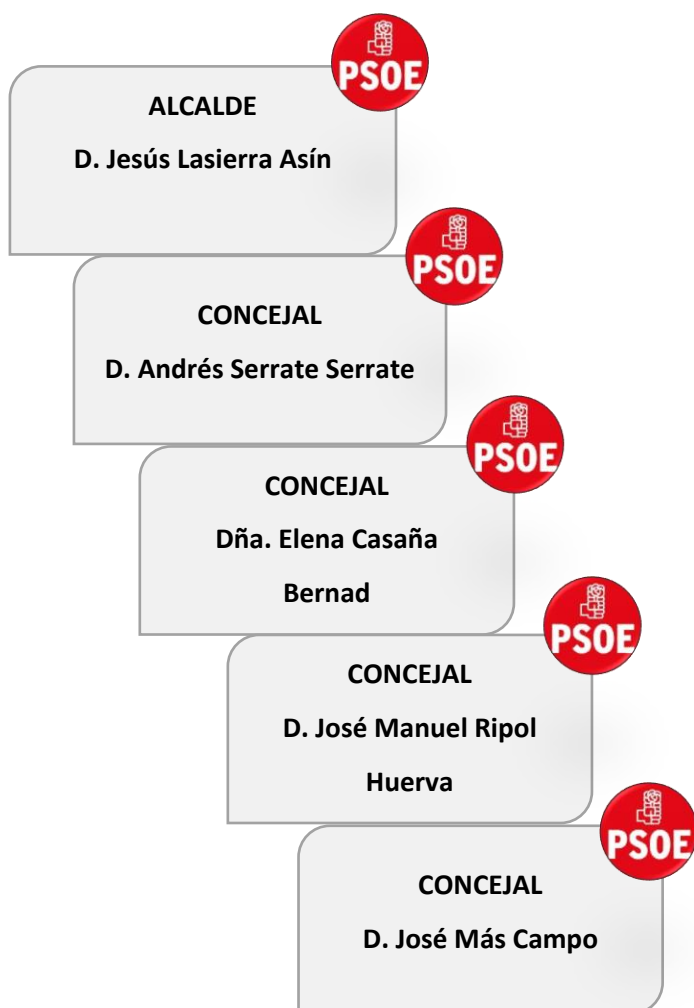 PSOE
ALCALDE
D. Jesús Lasierra Asín
PSOE
CONCEJAL
D. Andrés Serrate Serrate
PSOE
CONCEJAL
Dña. Elena Casaña
Bernad
PSOE
CONCEJAL
D. José Manuel Ripol
Huerva
PSOE
CONCEJAL
D. José Más Campo